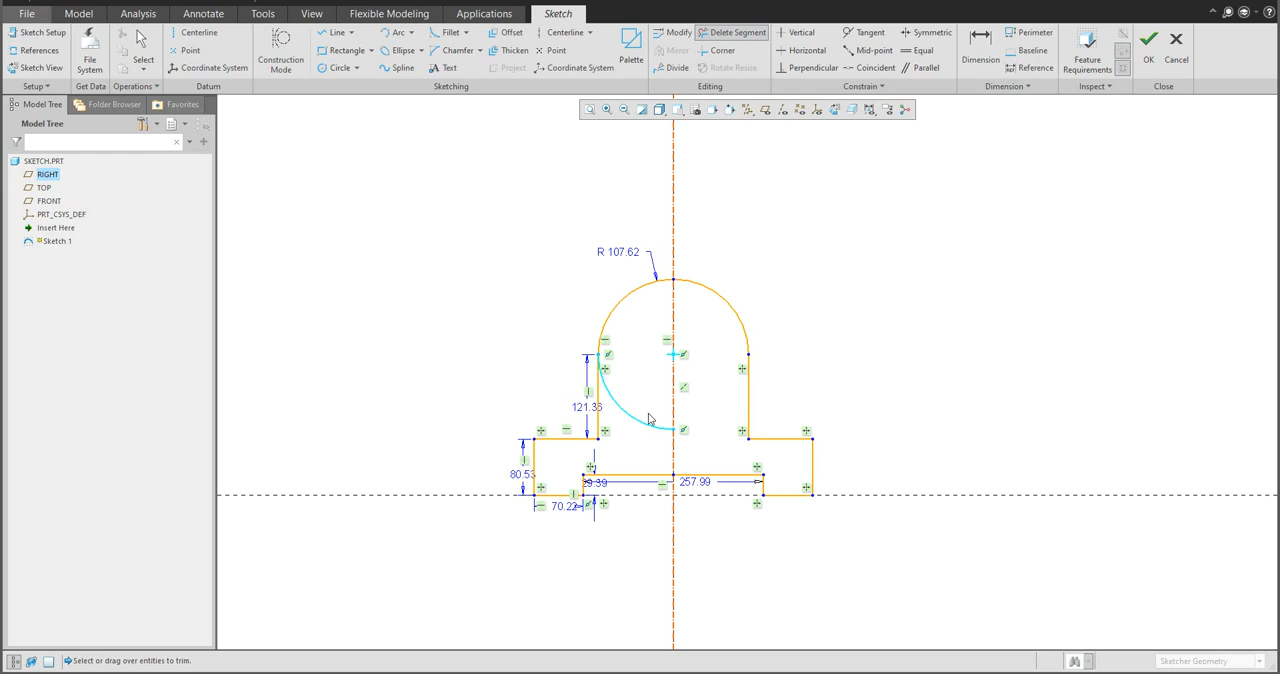 File Model Analysis Annotate Tools View Flexible Modeling Applications Sketch
Sketch Setup File System Select Centerline Construction Mode Line Arc Fillet Offset Centerline Palette Modify Delete Segment Vertical Tangent Symmetric Dimension Perimeter Feature Requirements OK Cancel
References Point Rectangle Ellipse Chamfer Thicken Point Mirror Corner Horizontal Mid-point Equal Baseline
Sketch View Coordinate System Circle Spline Text Project Coordinate System Divide Rotate Resize Perpendicular Coincident Parallel Reference
Setup Get Data Operations Datum Sketching Editing Constrain Dimension Inspect Close
Model Tree Folder Browser Favorites
Model Tree
SKETCH.PRT
RIGHT
TOP
FRONT
PRT_CSYS_DEF
Insert Here
Sketch 1
R 107.62
121.36
80.53
257.99
70.22
Select or drag over entities to trim.
Sketcher Geometry